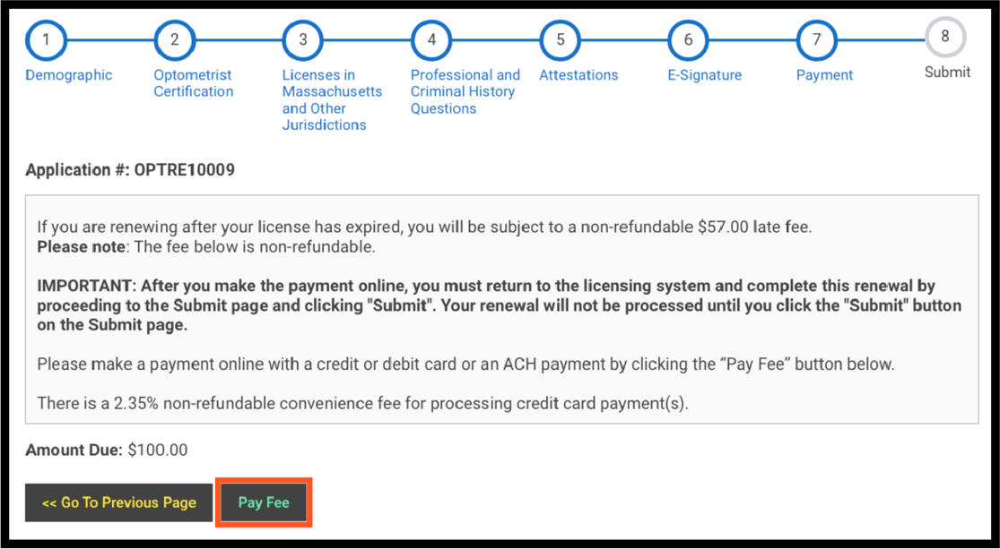 1 2 3 4 5 6 7 8
Demographic
Optometrist
Certification
Licenses in
Massachusetts
and Other
Jurisdictions
Professional and
Criminal History
Questions
Attestations
E-Signature
Payment
Submit
Application #: OPTRE10009
If you are renewing after your license has expired, you will be subject to a non-refundable $57.00 late fee.
Please note: The fee below is non-refundable.
IMPORTANT: After you make the payment online, you must return to the licensing system and complete this renewal by
proceeding to the Submit page and clicking "Submit". Your renewal will not be processed until you click the "Submit" button
on the Submit page.
Please make a payment online with a credit or debit card or an ACH payment by clicking the “Pay Fee” button below.
There is a 2.35% non-refundable convenience fee for processing credit card payment(s).
Amount Due: $100.00
<< Go To Previous Page
Pay Fee